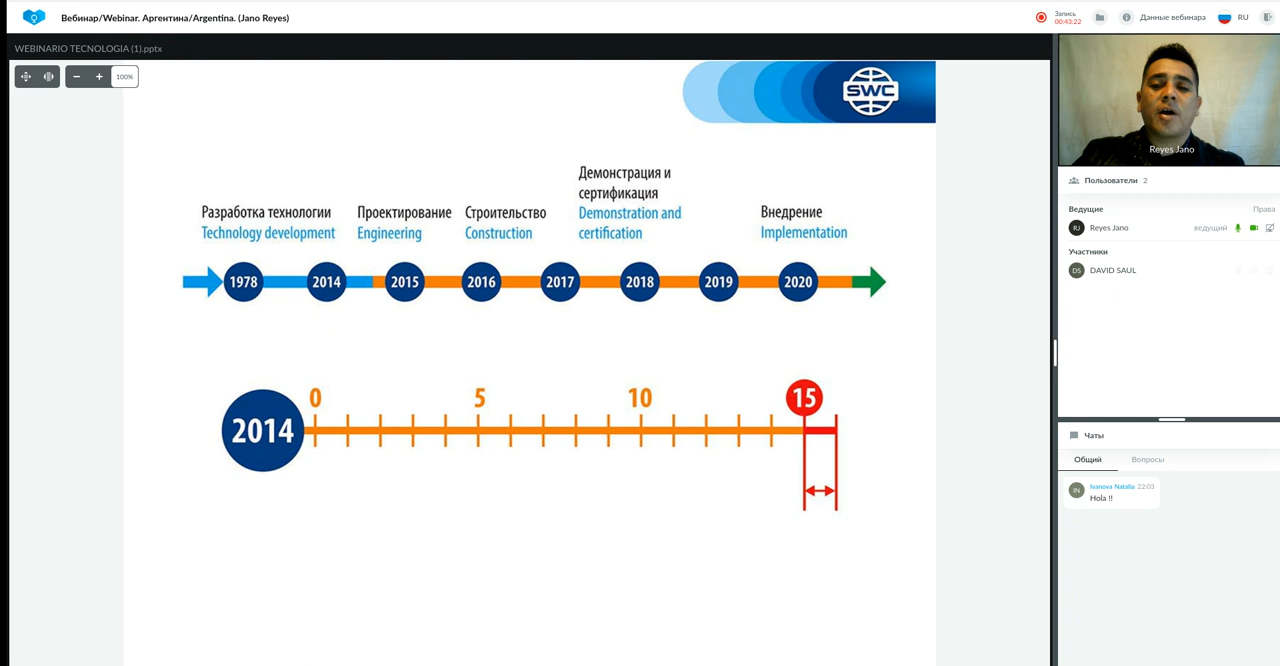 Вебинар/Webinar. Аргентина/Argentina. (Jano Reyes)
Запись
00:43:22
Данные вебинара
RU
WEBINARIO TECNOLOGIA (1).pptx
100%
SWC
Разработка технологии
Technology development
Проектирование
Engineering
Строительство
Construction
Демонстрация и
сертификация
Demonstration and
certification
Внедрение
Implementation
1978 2014 2015 2016 2017 2018 2019 2020
0 5 10 15
2014
Reyes Jano
Пользователи 2
Ведущие Права
RJ Reyes Jano ведущий
Участники
DS DAVID SAUL
Чаты
Общий Вопросы
IN Ivanova Natalia 22:03
Hola !!